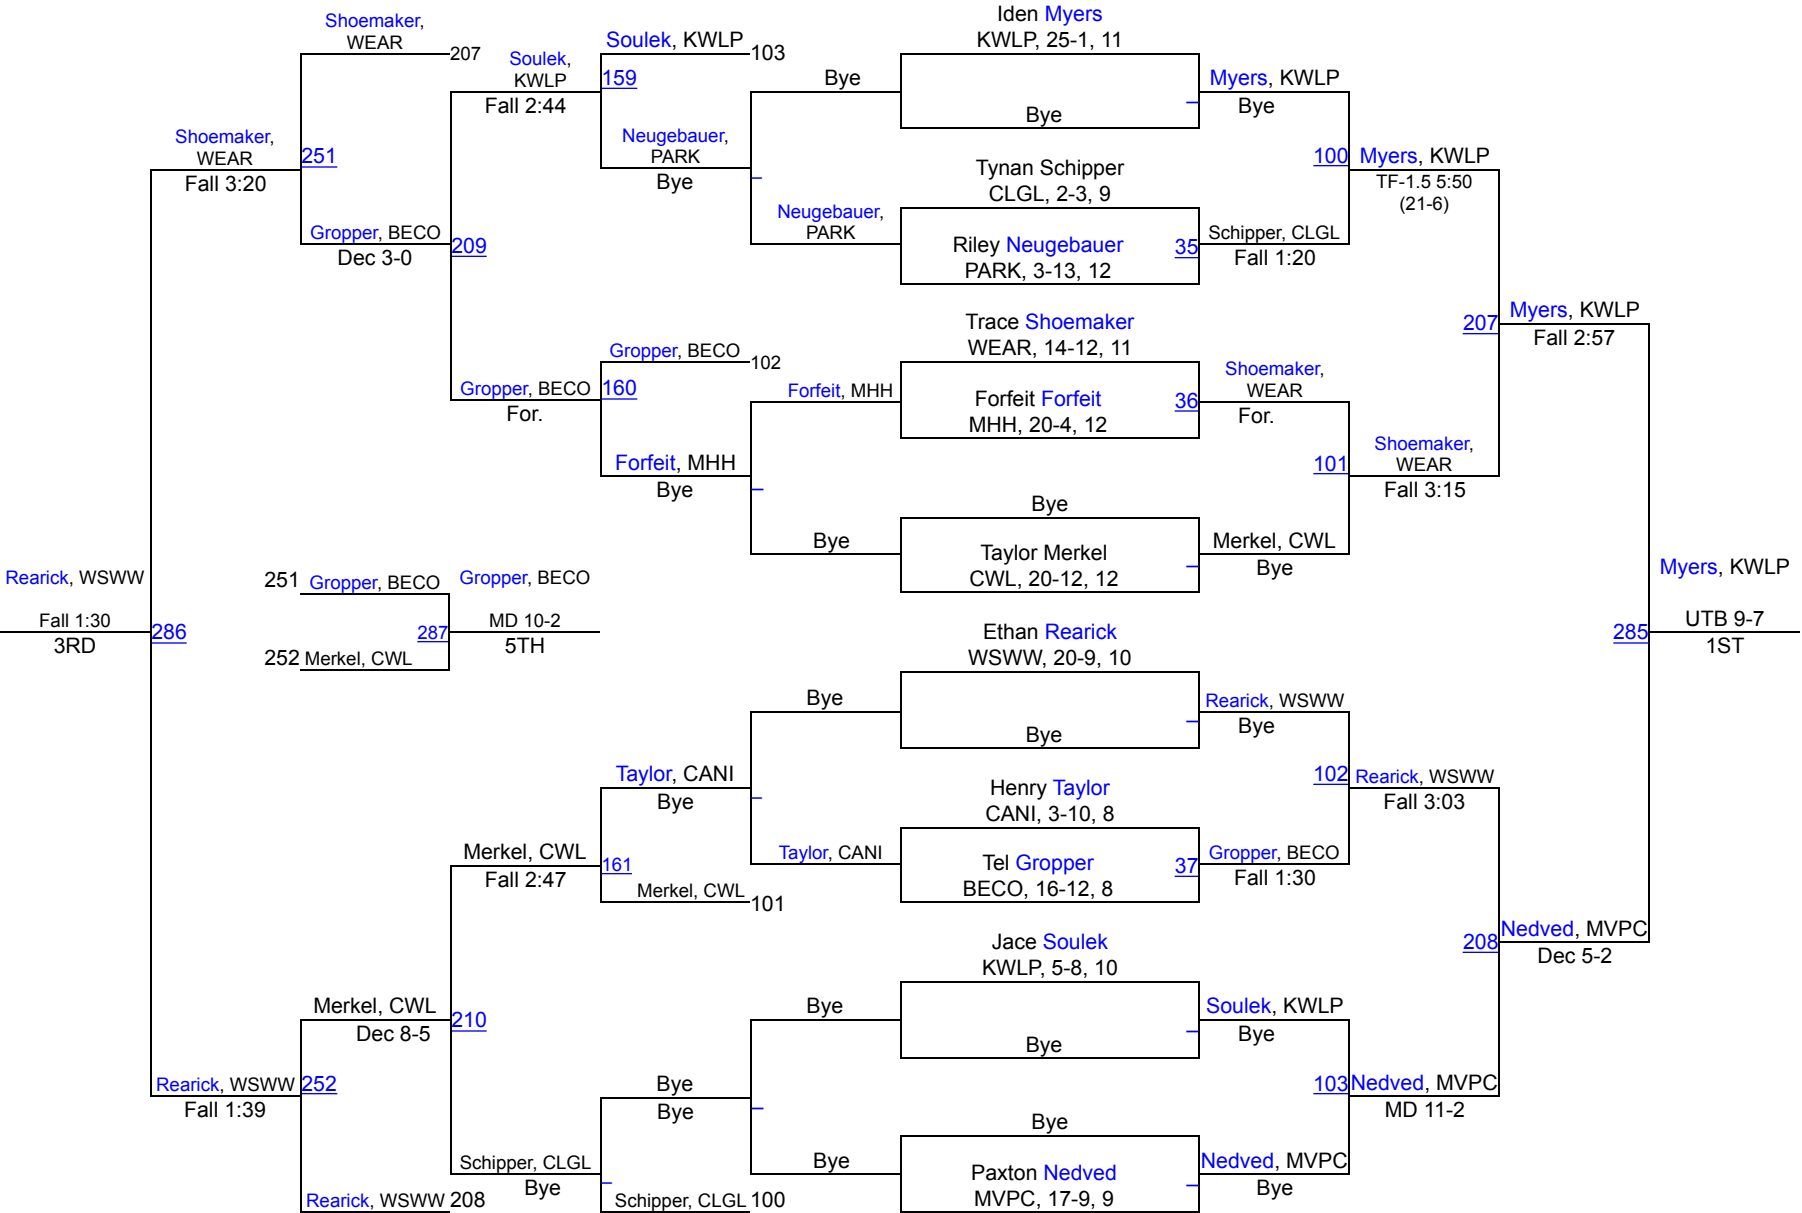 Shoemaker,
WEAR
207
Soulek,
KWLP
Fall 2:44
Soulek, KWLP
103
159
Neugebauer,
PARK
Bye
Shoemaker,
WEAR
Fall 3:20
251
Gropper, BECO
Dec 3-0
209
Gropper, BECO
102
Gropper, BECO
For.
160
Forfeit, MHH
Bye
Bye
Neugebauer,
PARK
Forfeit, MHH
Bye
Iden Myers
KWLP, 25-1, 11
Bye
Tynan Schipper
CLGL, 2-3, 9
Riley Neugebauer
PARK, 3-13, 12
35
Trace Shoemaker
WEAR, 14-12, 11
Forfeit Forfeit
MHH, 20-4, 12
36
Bye
Taylor Merkel
CWL, 20-12, 12
Myers, KWLP
Bye
100
Schipper, CLGL
Fall 1:20
Myers, KWLP
TF-1.5 5:50
(21-6)
Shoemaker,
WEAR
For.
101
Merkel, CWL
Bye
Shoemaker,
WEAR
Fall 3:15
207
Myers, KWLP
Fall 2:57
Rearick, WSWW
Fall 1:30
3RD
286
251
Gropper, BECO
252
Merkel, CWL
287
Gropper, BECO
MD 10-2
5TH
285
Myers, KWLP
UTB 9-7
1ST
Ethan Rearick
WSWW, 20-9, 10
Bye
Henry Taylor
CANI, 3-10, 8
Tel Gropper
BECO, 16-12, 8
37
Jace Soulek
KWLP, 5-8, 10
Bye
Bye
Paxton Nedved
MVPC, 17-9, 9
Bye
Taylor, CANI
Taylor, CANI
Bye
Merkel, CWL
Fall 2:47
161
Merkel, CWL
101
Merkel, CWL
Dec 8-5
210
Rearick, WSWW
Fall 1:39
252
Rearick, WSWW
208
Schipper, CLGL
Bye
Bye
Bye
Schipper, CLGL
100
Bye
Bye
Rearick, WSWW
Bye
102
Gropper, BECO
Fall 1:30
Rearick, WSWW
Fall 3:03
Soulek, KWLP
Bye
103
Nedved, MVPC
Bye
Nedved, MVPC
MD 11-2
208
Nedved, MVPC
Dec 5-2